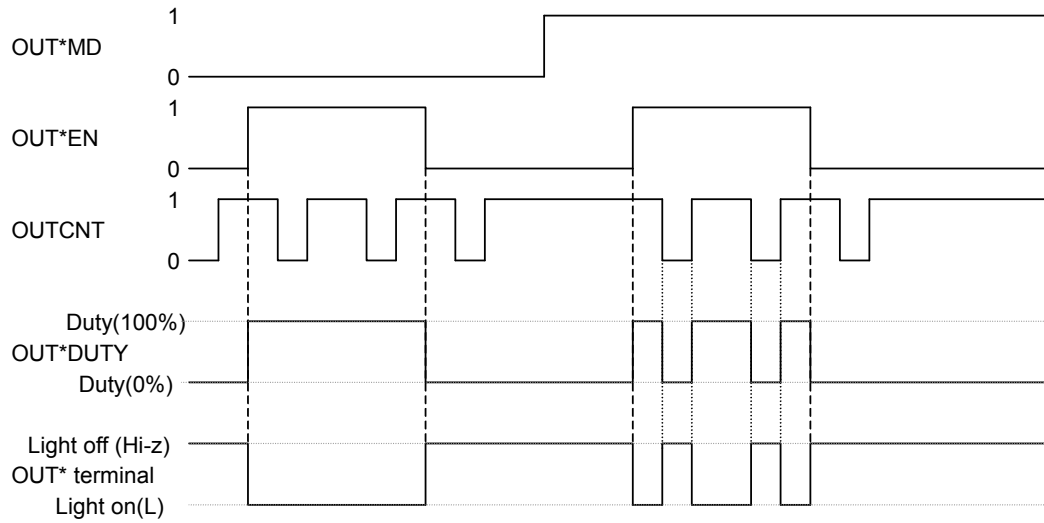 1
OUT*MD
0
1
OUT*EN
0
1
OUTCNT
0
Duty(100%)
OUT*DUTY
Duty(0%)
Light off (Hi-z)
OUT* terminal
Light on(L)